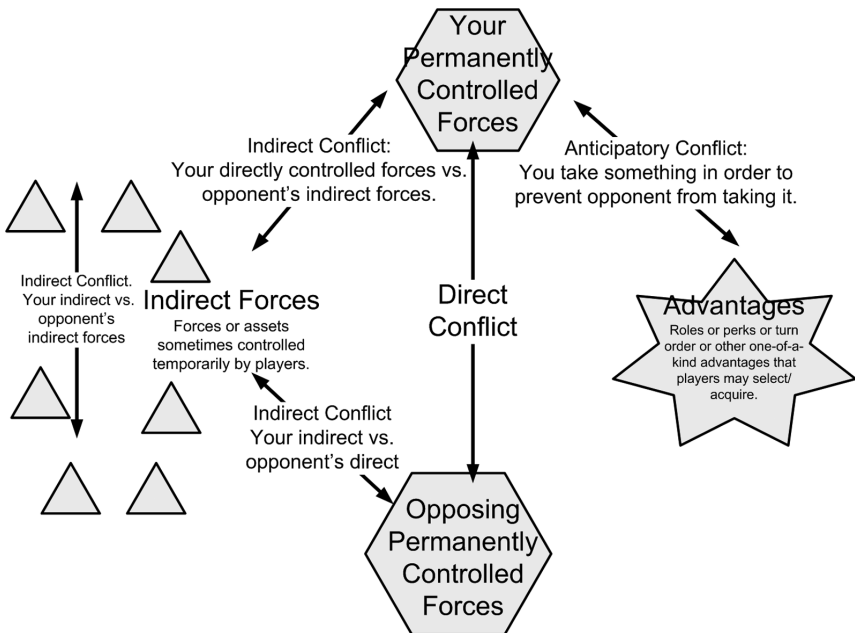 Your
Permanently
Controlled
Forces
Indirect Conflict:
Your directly controlled forces vs.
opponent's indirect forces.
Anticipatory Conflict:
You take something in order to
prevent opponent from taking it.
Indirect Conflict.
Your indirect vs.
opponent's
indirect forces
Indirect Forces
Forces or assets
sometimes controlled
temporarily by players.
Direct
Conflict
Advantages
Roles or perks or turn
order or other one-of-a-
kind advantages that
players may select/
acquire.
Indirect Conflict
Your indirect vs.
opponent's direct
Opposing
Permanently
Controlled
Forces